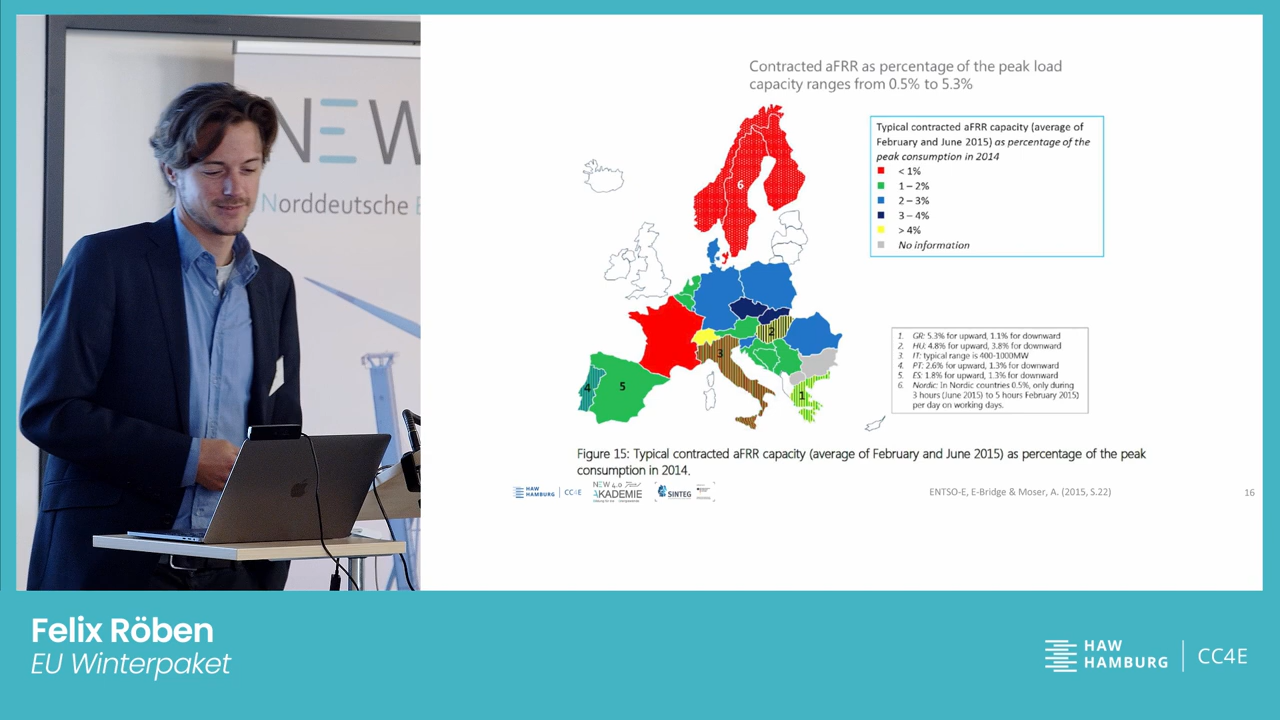 NEW
Norddeutsche E
Contracted aFRR as percentage of the peak load
capacity ranges from 0.5% to 5.3%
Typical contracted aFRR capacity (average of
February and June 2015) as percentage of the
peak consumption in 2014
< 1%
1 – 2%
2 – 3%
3 – 4%
> 4%
No information
6
2
3
4
5
1
1. GR: 5.3% for upward, 1.1% for downward
2. HU: 4.8% for upward, 3.8% for downward
3. IT: typical range is 400-1000MW
4. PT: 2.6% for upward, 1.3% for downward
5. ES: 1.8% for upward, 1.3% for downward
6. Nordic: In Nordic countries 0.5%, only during
3 hours (June 2015) to 5 hours February 2015)
per day on working days.
Figure 15: Typical contracted aFRR capacity (average of February and June 2015) as percentage of the peak
consumption in 2014.
HAW
HAMBURG
CC4E
NEW 4.0
AKADEMIE
SINTEG
ENTSO-E, E-Bridge & Moser, A. (2015, S.22)
16
Felix Röben
EU Winterpaket
HAW
HAMBURG
CC4E